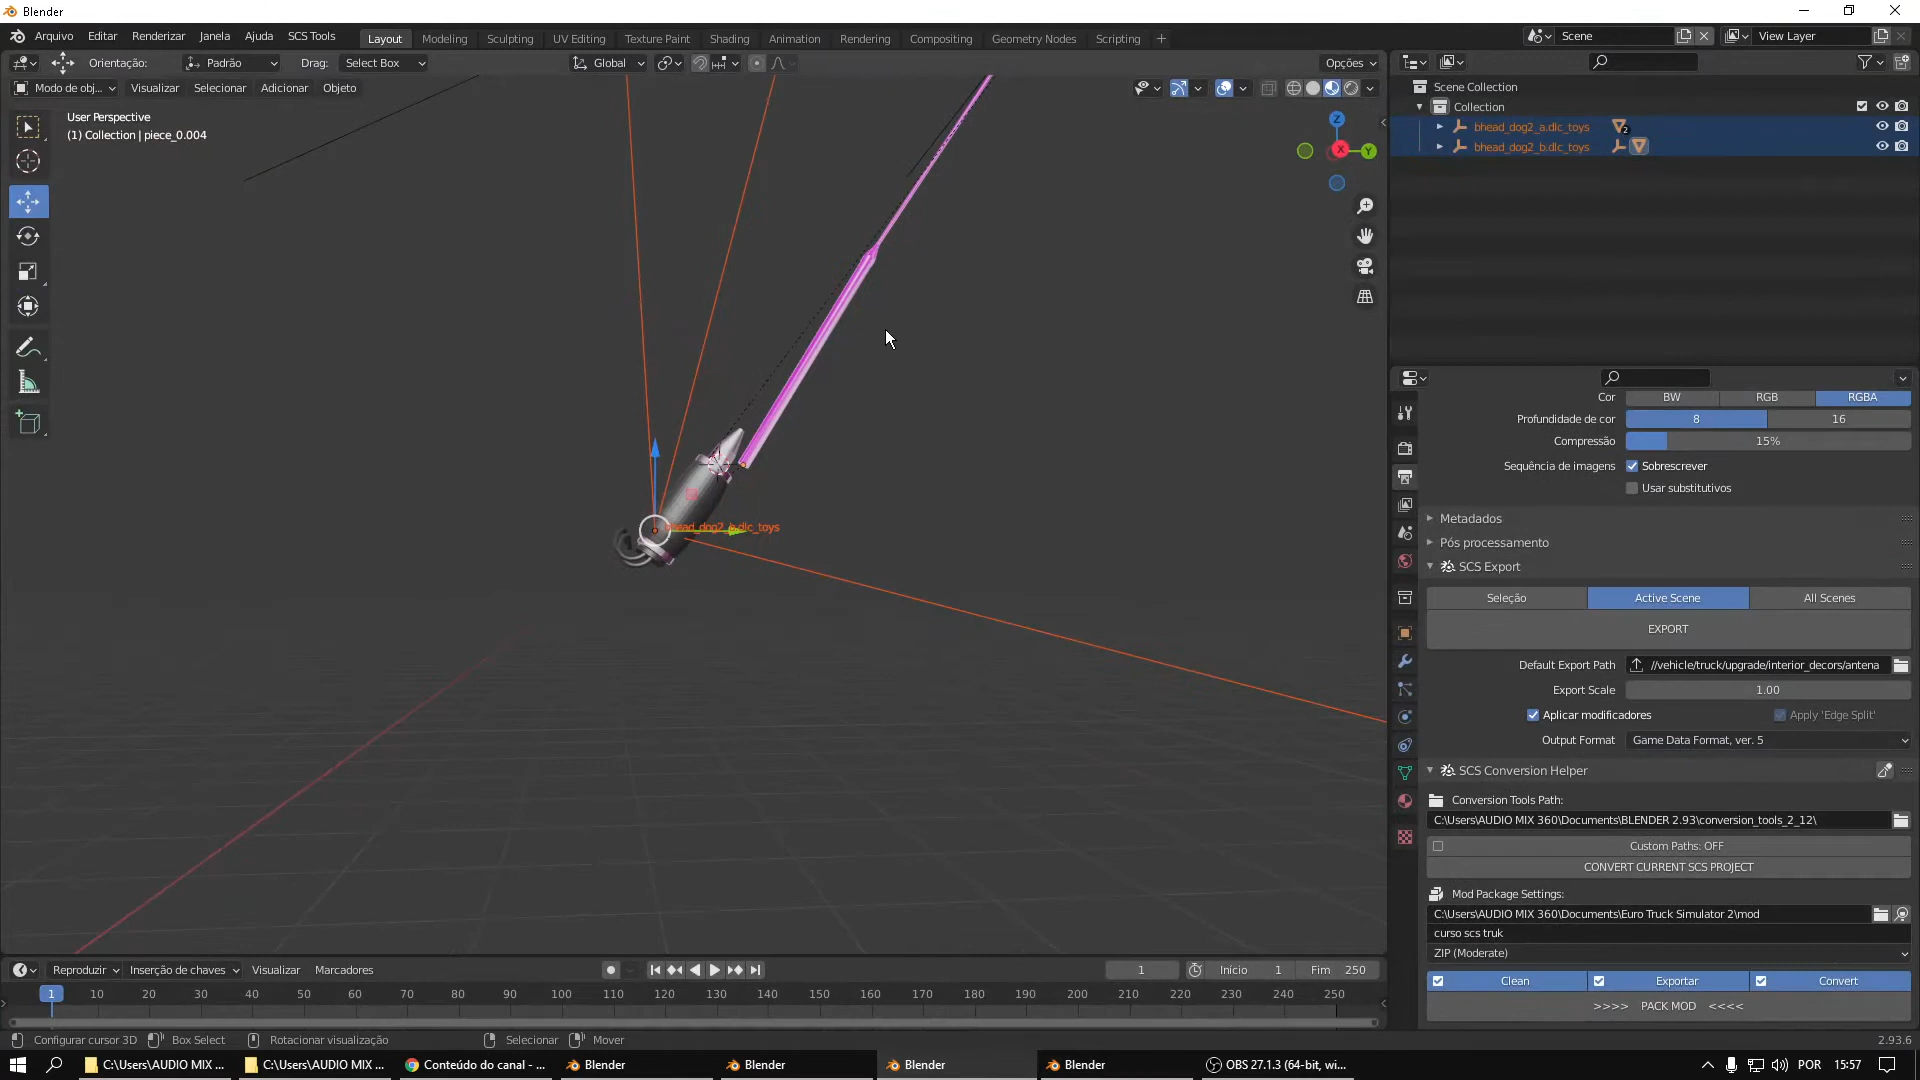 Blender
Arquivo Editar Renderizar Janela Ajuda SCS Tools Layout Modeling Sculpting UV Editing Texture Paint Shading Animation Rendering Compositing Geometry Nodes Scripting + Scene View Layer
Orientação: Padrão Drag: Select Box Global Opções
Modo de obj... Visualizar Selecionar Adicionar Objeto
User Perspective
(1) Collection | piece_0.004
Z
X
Y
bhead_dog2_b.dlc_toys
Scene Collection
Collection
bhead_dog2_a.dlc_toys 2
bhead_dog2_b.dlc_toys
Cor BW RGB RGBA
Profundidade de cor 8 16
Compressão 15%
Sequência de imagens Sobrescrever
Usar substitutivos
Metadados
Pós processamento
SCS Export
Seleção Active Scene All Scenes
EXPORT
Default Export Path //vehicle/truck/upgrade/interior_decors/antena
Export Scale 1.00
Aplicar modificadores Apply 'Edge Split'
Output Format Game Data Format, ver. 5
SCS Conversion Helper
Conversion Tools Path:
C:\Users\AUDIO MIX 360\Documents\BLENDER 2.93\conversion_tools_2_12\
Custom Paths: OFF
CONVERT CURRENT SCS PROJECT
Mod Package Settings:
C:\Users\AUDIO MIX 360\Documents\Euro Truck Simulator 2\mod
curso scs truk
ZIP (Moderate)
Clean Exportar Convert
>>>> PACK MOD <<<<
Reproduzir Inserção de chaves Visualizar Marcadores 1 Início 1 Fim 250
1 10 20 30 40 50 60 70 80 90 100 110 120 130 140 150 160 170 180 190 200 210 220 230 240 250
Configurar cursor 3D Box Select Rotacionar visualização Selecionar Mover 2.93.6
C:\Users\AUDIO MIX ... C:\Users\AUDIO MIX ... Conteúdo do canal - ... Blender Blender Blender Blender OBS 27.1.3 (64-bit, wi... POR 15:57